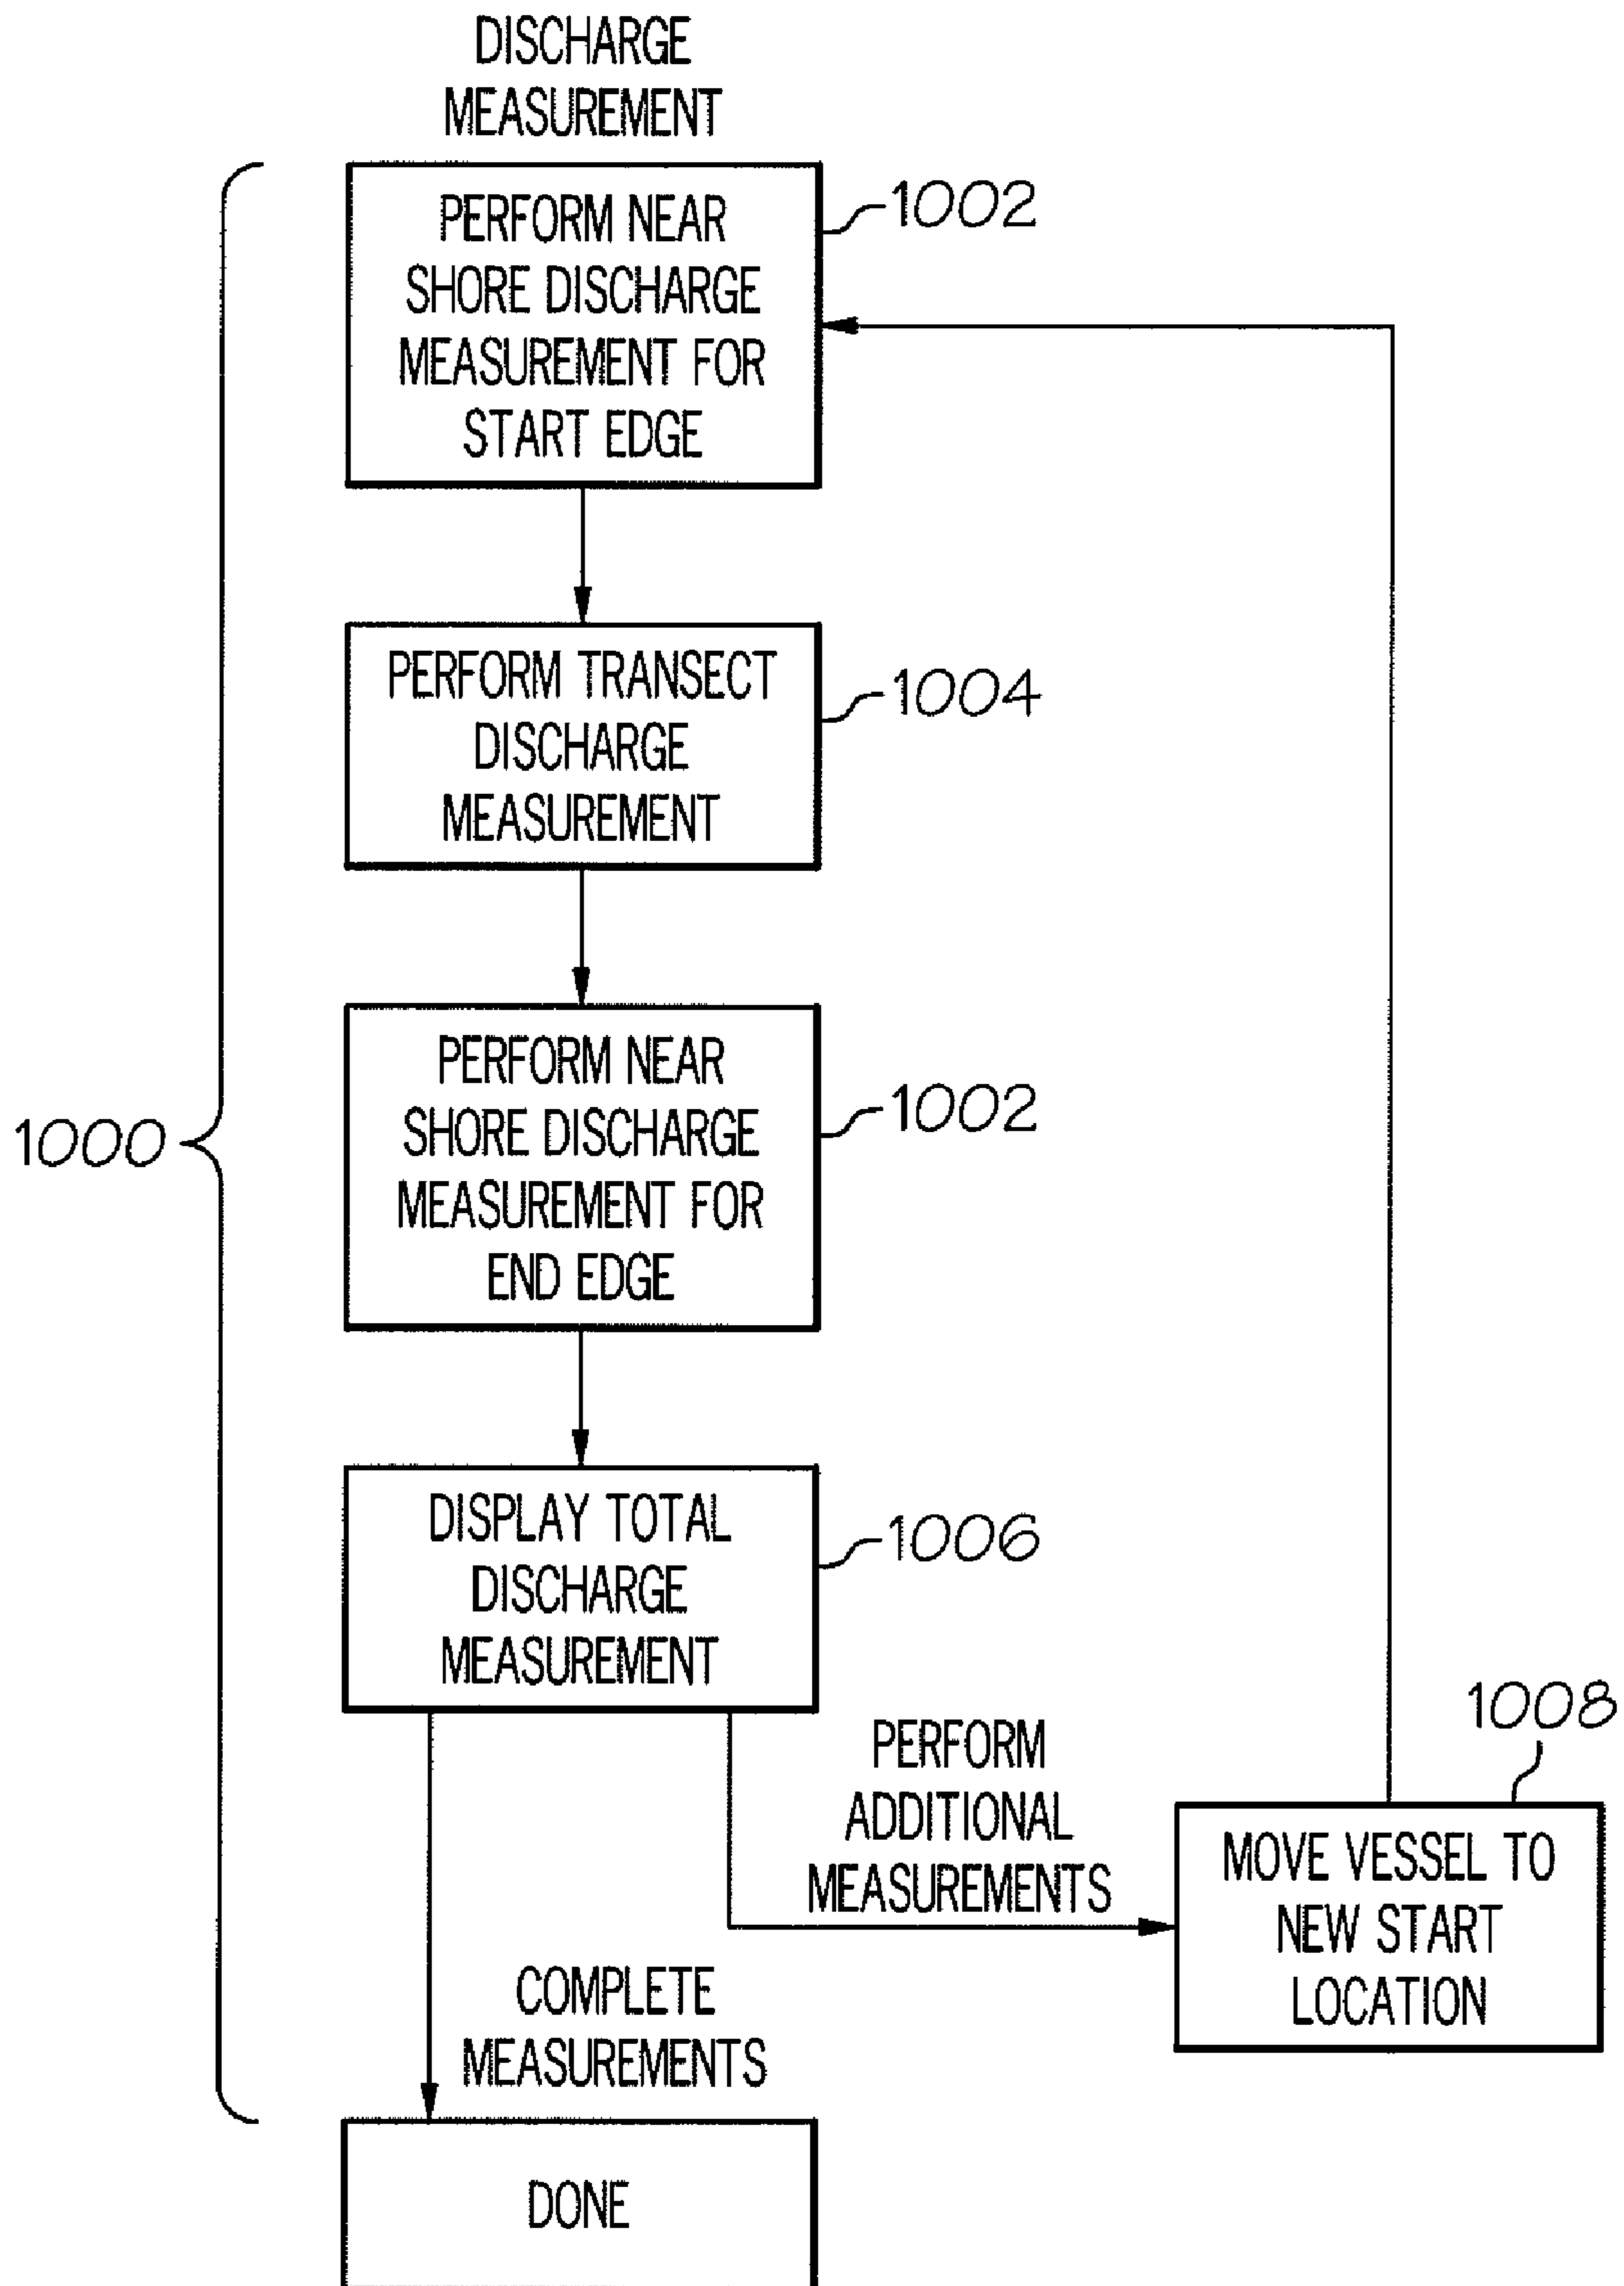 DISCHARGE
MEASUREMENT
PERFORM NEAR
SHORE DISCHARGE
MEASUREMENT FOR
START EDGE
1002
PERFORM TRANSECT
DISCHARGE
MEASUREMENT
1004
PERFORM NEAR
SHORE DISCHARGE
MEASUREMENT FOR
END EDGE
1002
1000
DISPLAY TOTAL
DISCHARGE
MEASUREMENT
1006
PERFORM
ADDITIONAL
MEASUREMENTS
1008
MOVE VESSEL TO
NEW START
LOCATION
COMPLETE
MEASUREMENTS
DONE